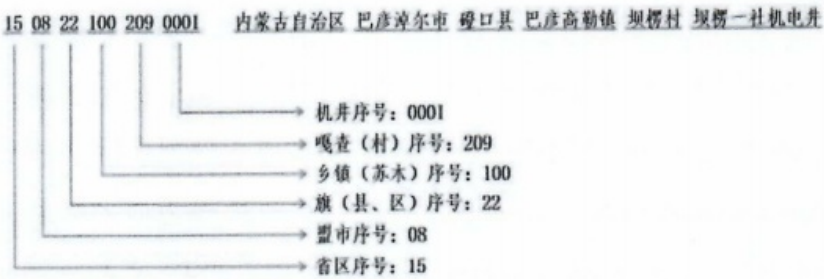 15 08 22 100 209 0001 内蒙古自治区 巴彦淖尔市 磴口县 巴彦高勒镇 坝楞村 坝楞一社机电井
机井序号：0001
嘎查（村）序号：209
乡镇（苏木）序号：100
旗（县、区）序号：22
盟市序号：08
省区序号：15